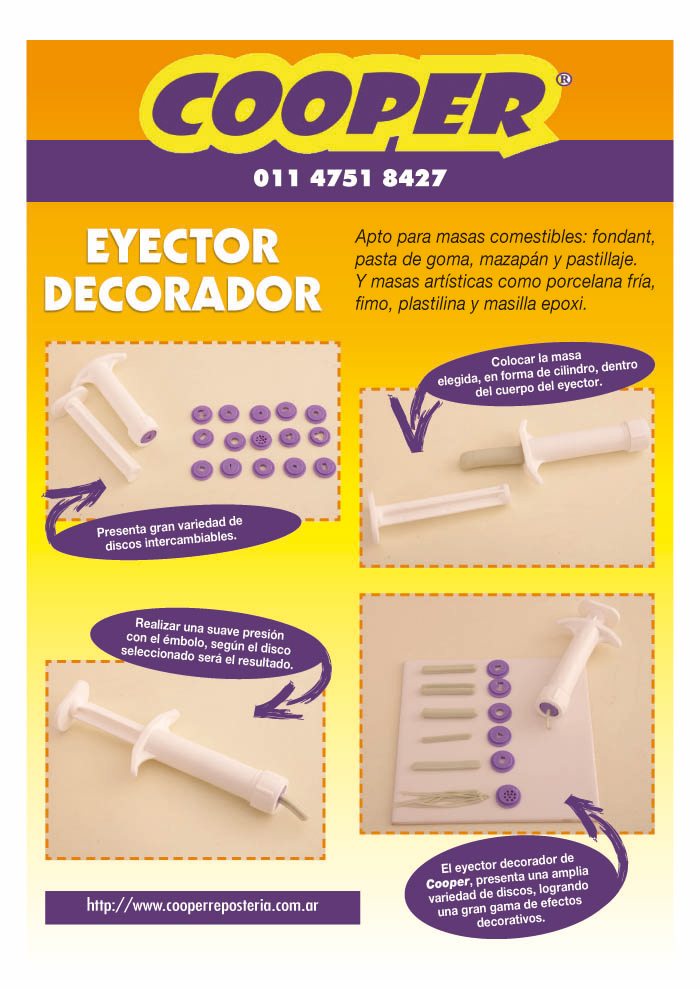 COOPER®
011 4751 8427
EYECTOR
DECORADOR
Apto para masas comestibles: fondant,
pasta de goma, mazapán y pastillaje.
Y masas artísticas como porcelana fría,
fimo, plastilina y masilla epoxi.
Presenta gran variedad de
discos intercambiables.
Colocar la masa
elegida, en forma de cilindro, dentro
del cuerpo del eyector.
Realizar una suave presión
con el émbolo, según el disco
seleccionado será el resultado.
El eyector decorador de
Cooper, presenta una amplia
variedad de discos, logrando
una gran gama de efectos
decorativos.
http://www.cooperreposteria.com.ar